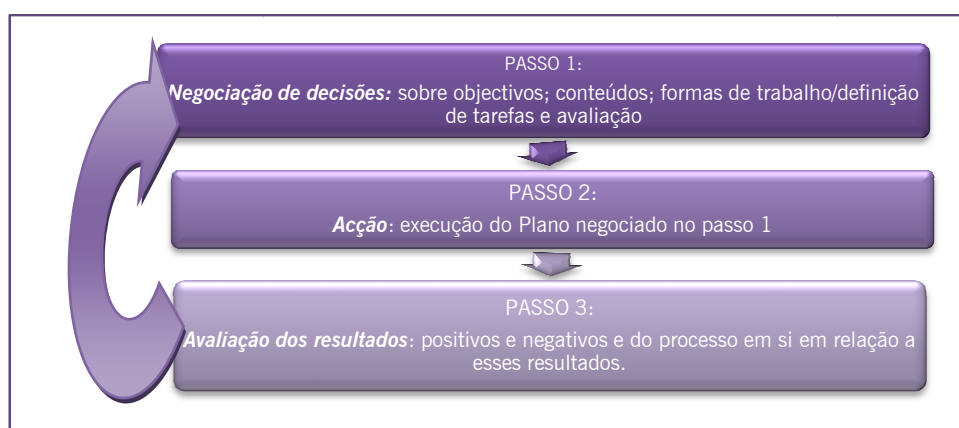 PASSO 1:
Negociação de decisões: sobre objectivos; conteúdos; formas de trabalho/definição
de tarefas e avaliação
PASSO 2:
Acção: execução do Plano negociado no passo 1
PASSO 3:
Avaliação dos resultados: positivos e negativos e do processo em si em relação a
esses resultados.